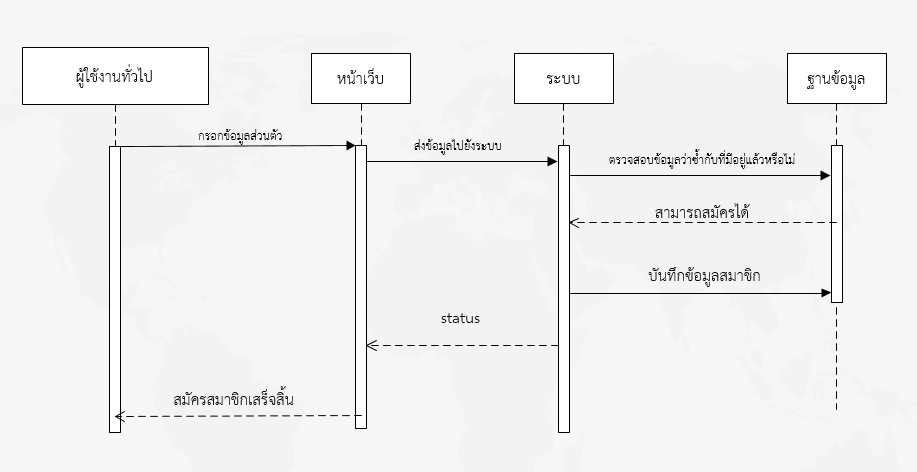 ผู้ใช้งานทั่วไป
หน้าเว็บ
ระบบ
ฐานข้อมูล
กรอกข้อมูลส่วนตัว
ส่งข้อมูลไปยังระบบ
ตรวจสอบข้อมูลว่าซ้ำกับที่มีอยู่แล้วหรือไม่
สามารถสมัครได้
บันทึกข้อมูลสมาชิก
status
สมัครสมาชิกเสร็จสิ้น